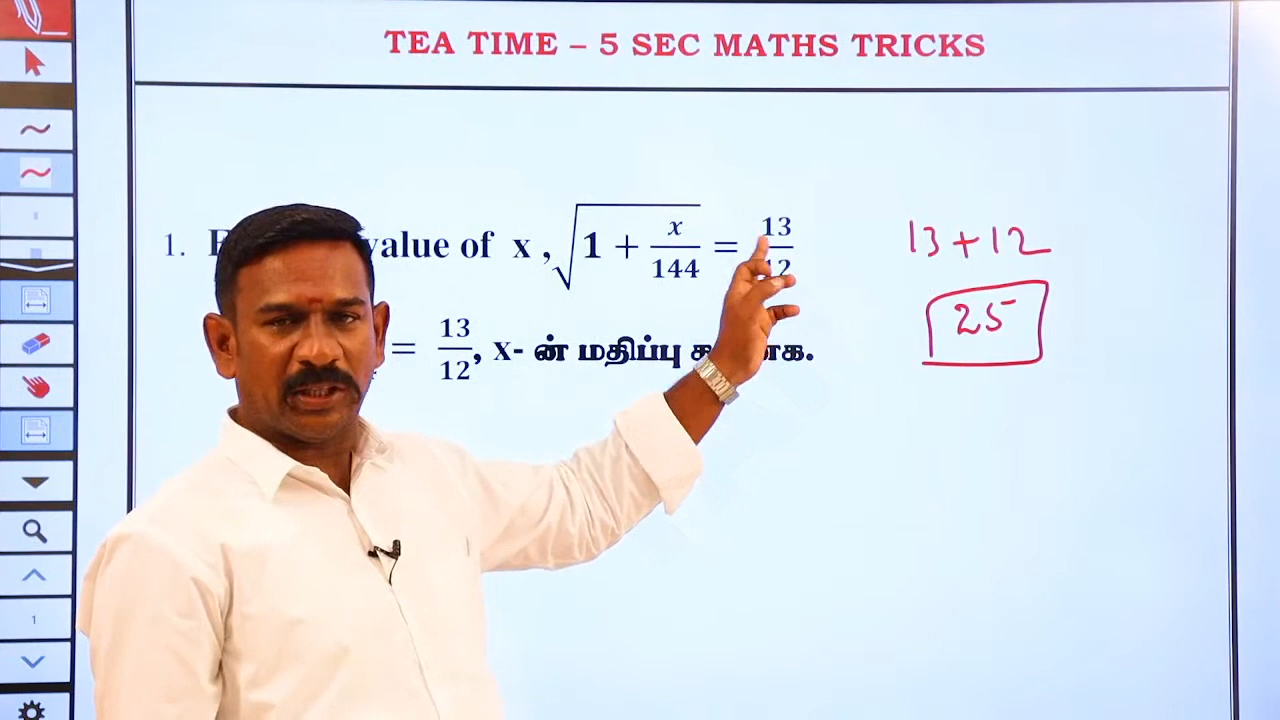 TEA TIME – 5 SEC MATHS TRICKS
1. value of x , √1 + x/144 = 13/12
13 + 12
25
= 13/12, x- ன் மதிப்பு
1